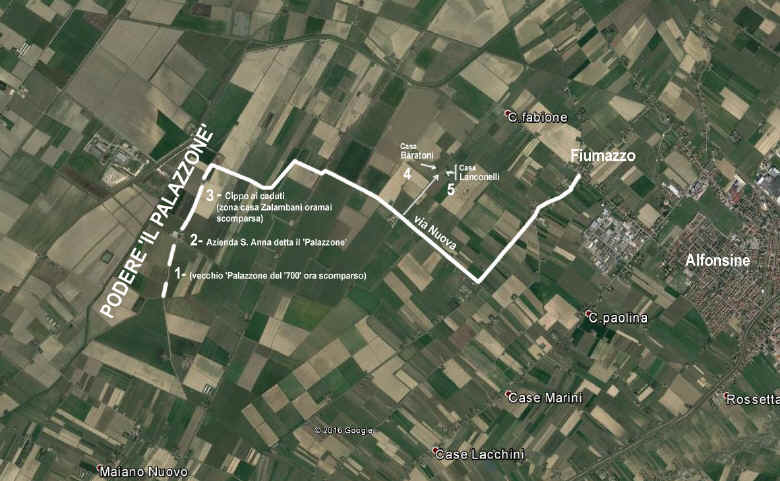 C.fabione
Fiumazzo
Casa
Baratoni
4
Casa
Lanconelli
5
PODERE 'IL PALAZZONE'
3 - Cippo ai caduti
(zona casa Zalambani oramai
scomparsa)
2- Azienda S. Anna detta il 'Palazzone'
1- (vecchio 'Palazzone del '700' ora scomparso)
via Nuova
Alfonsine
C.paolina
Case Marini
Rossetta
© 2016 Google
Case Lacchini
Maiano Nuovo